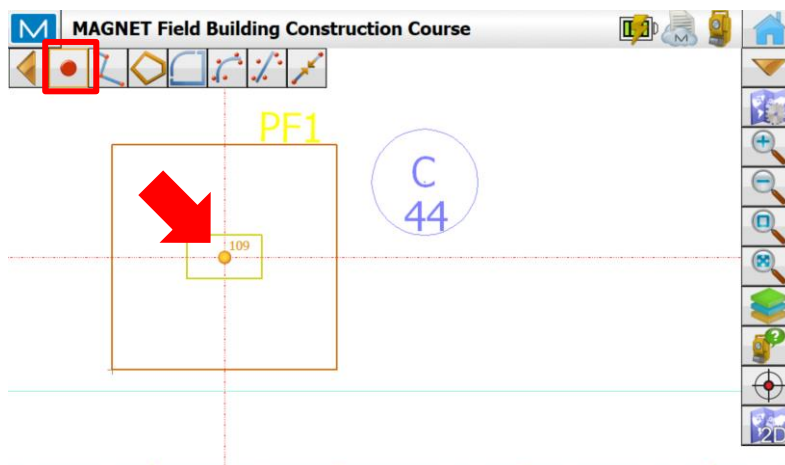 M MAGNET Field Building Construction Course M
PF1
C
44
109
2D